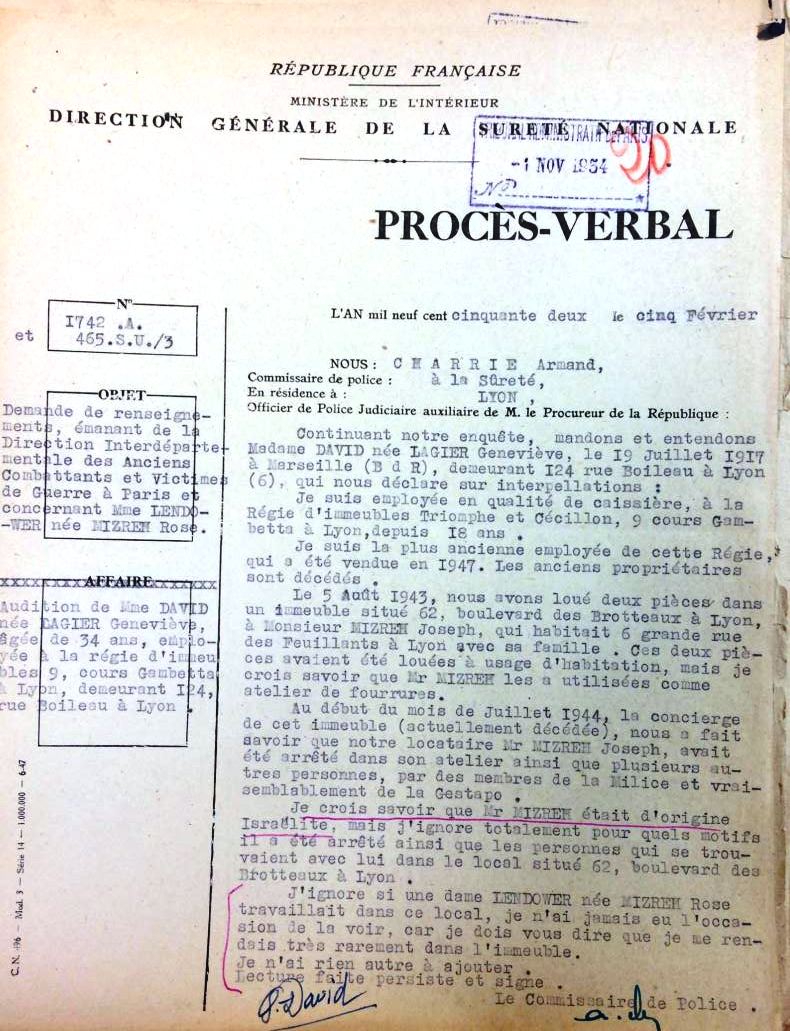 RÉPUBLIQUE FRANÇAISE
MINISTÈRE DE L'INTÉRIEUR
DIRECTION GÉNÉRALE DE LA SURETÉ NATIONALE
-1 NOV 1954
PROCÈS-VERBAL
N°
I742 .A.
et 465.S.U./3
OBJET
Demande de renseigne-
ments, émanant de la
Direction Interdéparte-
mentale des Anciens
Combattants et Victimes
de Guerre à Paris et
concernant Mme LENDO-
-WER née MIZREH Rose.
AFFAIRE
xxxxxxxxxxxxxxxxxxxxxxx
Audition de Mme DAVID
née LAGIER Geneviève,
âgée de 34 ans, emplo-
yée à la régie d'immeu
bles 9, cours Gambetta
à Lyon, demeurant I24,
rue Boileau à Lyon .
C. N. 496 — Mod. 3 — Série 14 — 1.000.000 — 6-47
L'AN mil neuf cent cinquante deux le cinq Février
NOUS : C H A R R I E Armand,
Commissaire de police : à la Sûreté,
En résidence à : LYON ,
Officier de Police Judiciaire auxiliaire de M. le Procureur de la République :
Continuant notre enquête, mandons et entendons
Madame DAVID née LAGIER Geneviève, le I9 Juillet I9I7
à Marseille (B d R), demeurant I24 rue Boileau à Lyon
(6), qui nous déclare sur interpellations :
Je suis employée en qualité de caissière, à la
Régie d'immeubles Triomphe et Cécillon, 9 cours Gam-
betta à Lyon,depuis I8 ans .
Je suis la plus ancienne employée de cette Régie,
qui a été vendue en I947. Les anciens propriétaires
sont décédés .
Le 5 Août I943, nous avons loué deux pièces dans
un immeuble situé 62, boulevard des Brotteaux à Lyon,
à Monsieur MIZREH Joseph, qui habitait 6 grande rue
des Feuillants à Lyon avec sa famille . Ces deux piè-
ces avaient été louées à usage d'habitation, mais je
crois savoir que Mr MIZREH les a utilisées comme
atelier de fourrures.
Au début du mois de Juillet I944, la concierge
de cet immeuble (actuellement décédée), nous a fait
savoir que notre locataire Mr MIZREH Joseph, avait
été arrêté dans son atelier ainsi que plusieurs au-
tres personnes, par des membres de la Milice et vrai-
semblablement de la Gestapo .
Je crois savoir que Mr MIZREH était d'origine
Israélite, mais j'ignore totalement pour quels motifs
il a été arrêté ainsi que les personnes qui se trou-
vaient avec lui dans le local situé 62, boulevard des
Brotteaux à Lyon .
J'ignore si une dame LENDOWER née MIZREH Rose
travaillait dans ce local, je n'ai jamais eu l'occa-
sion de la voir, car je dois vous dire que je me ren-
dais très rarement dans l'immeuble.
Je n'ai rien autre à ajouter .
Lecture faite persiste et signe .
Le Commissaire de Police .
G. David